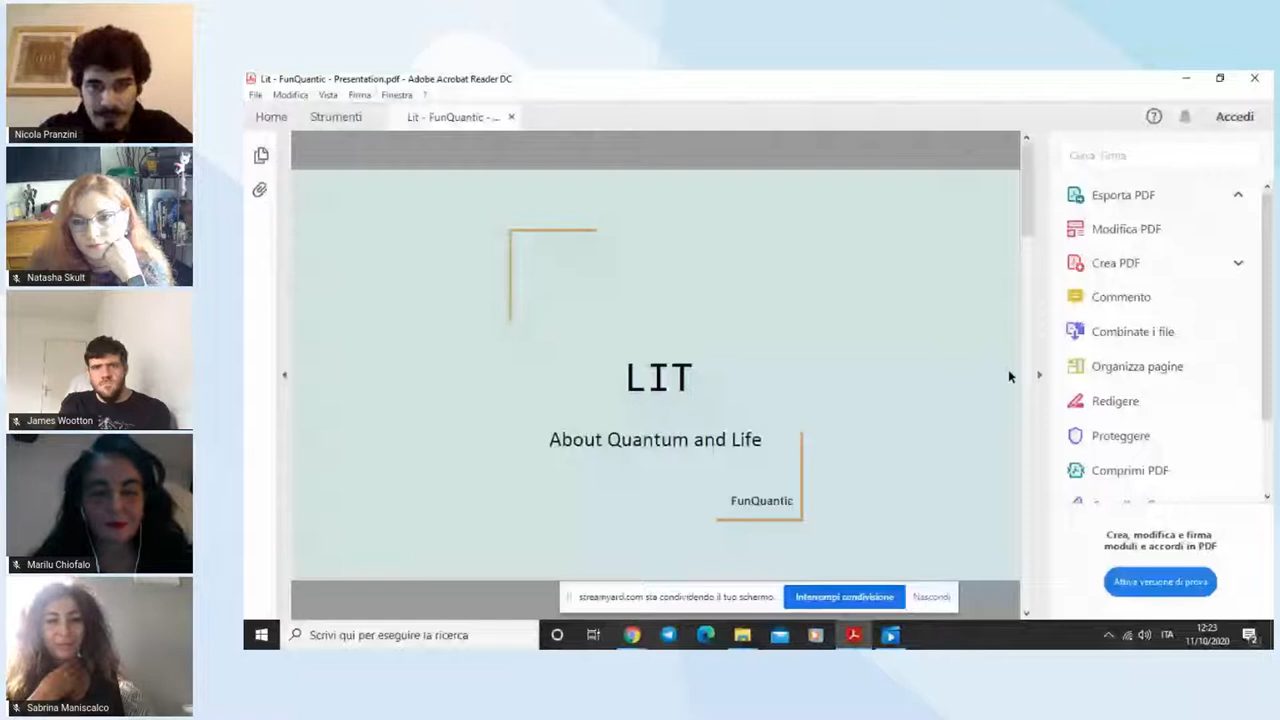 Nicola Pranzini
Natasha Skult
James Wootton
Marilu Chiofalo
Sabrina Maniscalco
Lit - FunQuantic - Presentation.pdf - Adobe Acrobat Reader DC
File Modifica Vista Firma Finestra ?
Home Strumenti Lit - FunQuantic - ... Accedi
LIT
About Quantum and Life
FunQuantic
Esporta PDF
Modifica PDF
Crea PDF
Commento
Combinate i file
Organizza pagine
Redigere
Proteggere
Comprimi PDF
Crea, modifica e firma
moduli e accordi in PDF
Attiva versione di prova
streamyard.com sta condividendo il tuo schermo.
Interrompi condivisione
Nascondi
Scrivi qui per eseguire la ricerca
ITA
12:23
11/10/2020